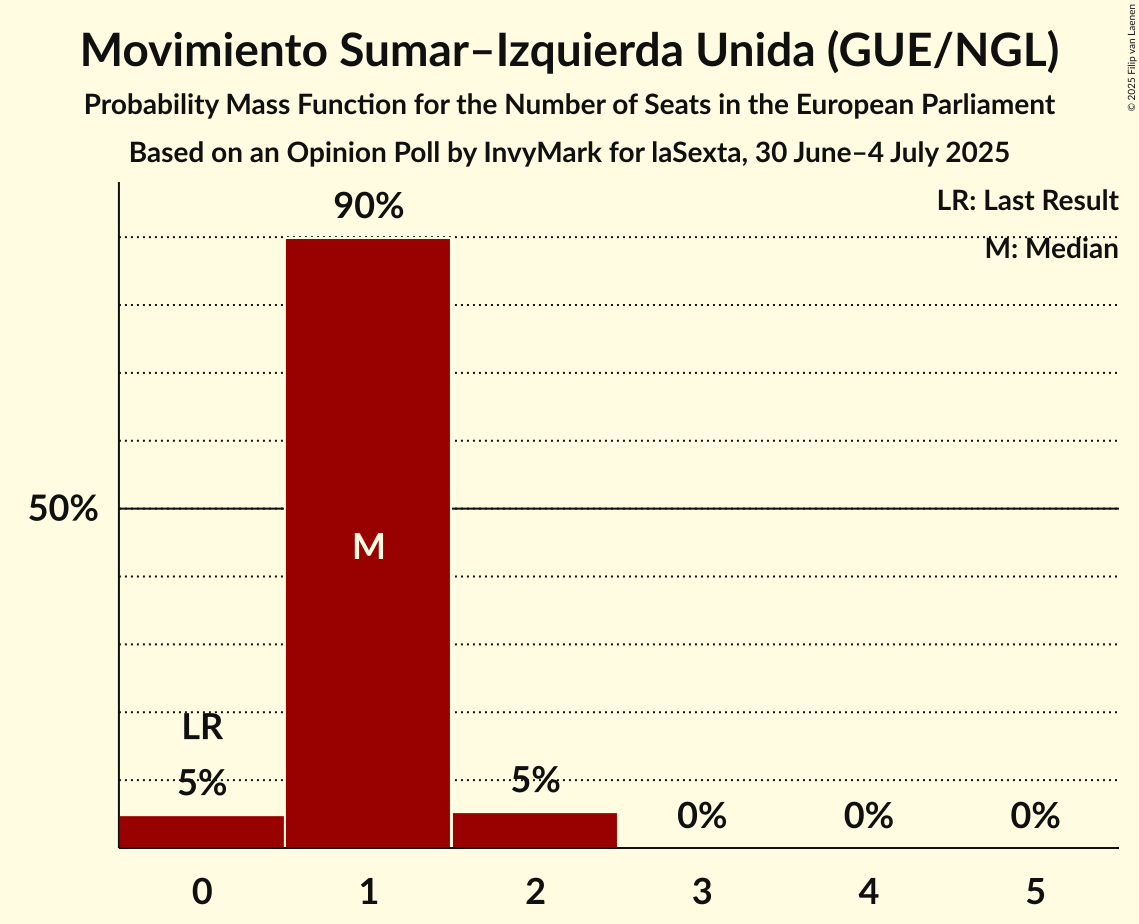 Movimiento Sumar–Izquierda Unida (GUE/NGL)
Probability Mass Function for the Number of Seats in the European Parliament
Based on an Opinion Poll by InvyMark for laSexta, 30 June–4 July 2025
© 2025 Filip van Laenen
LR: Last Result
M: Median
90%
50%
M
LR
5%
5%
0%
0%
0%
0
1
2
3
4
5